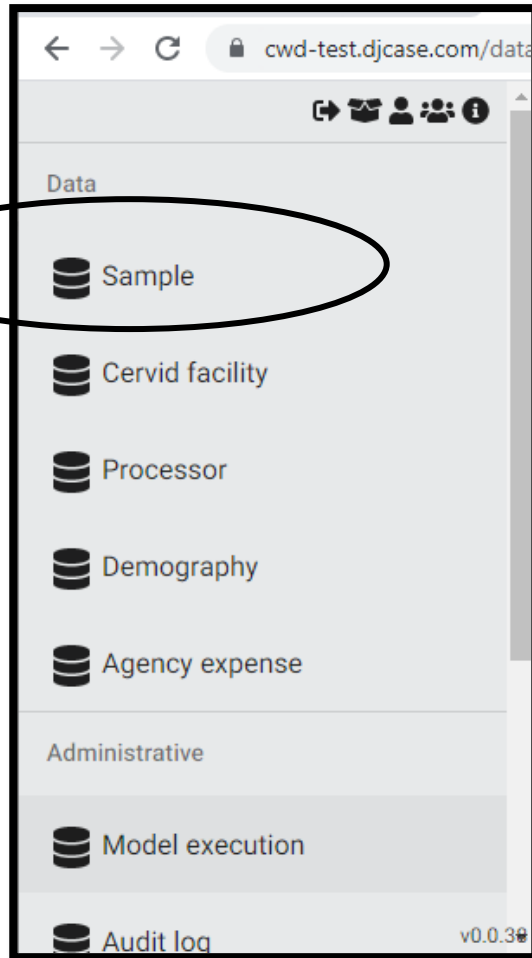 cwd-test.djcase.com/data
Data
Sample
Cervid facility
Processor
Demography
Agency expense
Administrative
Model execution
Audit log